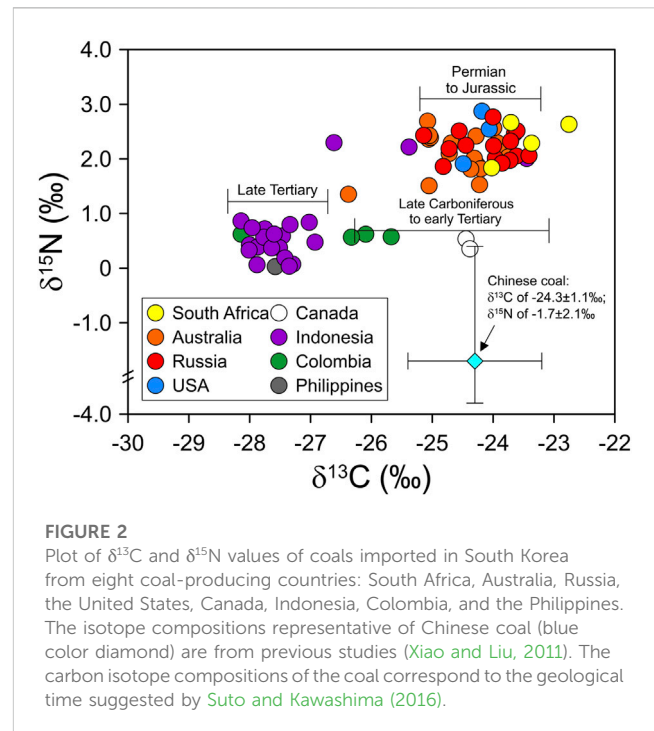 4.0
Permian
to Jurassic
3.0
2.0
Late Tertiary
Late Carboniferous
to early Tertiary
1.0
0
-1.0
-4.0
δ¹⁵N (‰)
Chinese coal:
δ¹³C of -24.3±1.1‰;
δ¹⁵N of -1.7±2.1‰
South Africa
Australia
Russia
USA
Canada
Indonesia
Colombia
Philippines
-30 -29 -28 -27 -26 -25 -24 -23 -22
δ¹³C (‰)
FIGURE 2
Plot of δ¹³C and δ¹⁵N values of coals imported in South Korea
from eight coal-producing countries: South Africa, Australia, Russia,
the United States, Canada, Indonesia, Colombia, and the Philippines.
The isotope compositions representative of Chinese coal (blue
color diamond) are from previous studies (Xiao and Liu, 2011). The
carbon isotope compositions of the coal correspond to the geological
time suggested by Suto and Kawashima (2016).